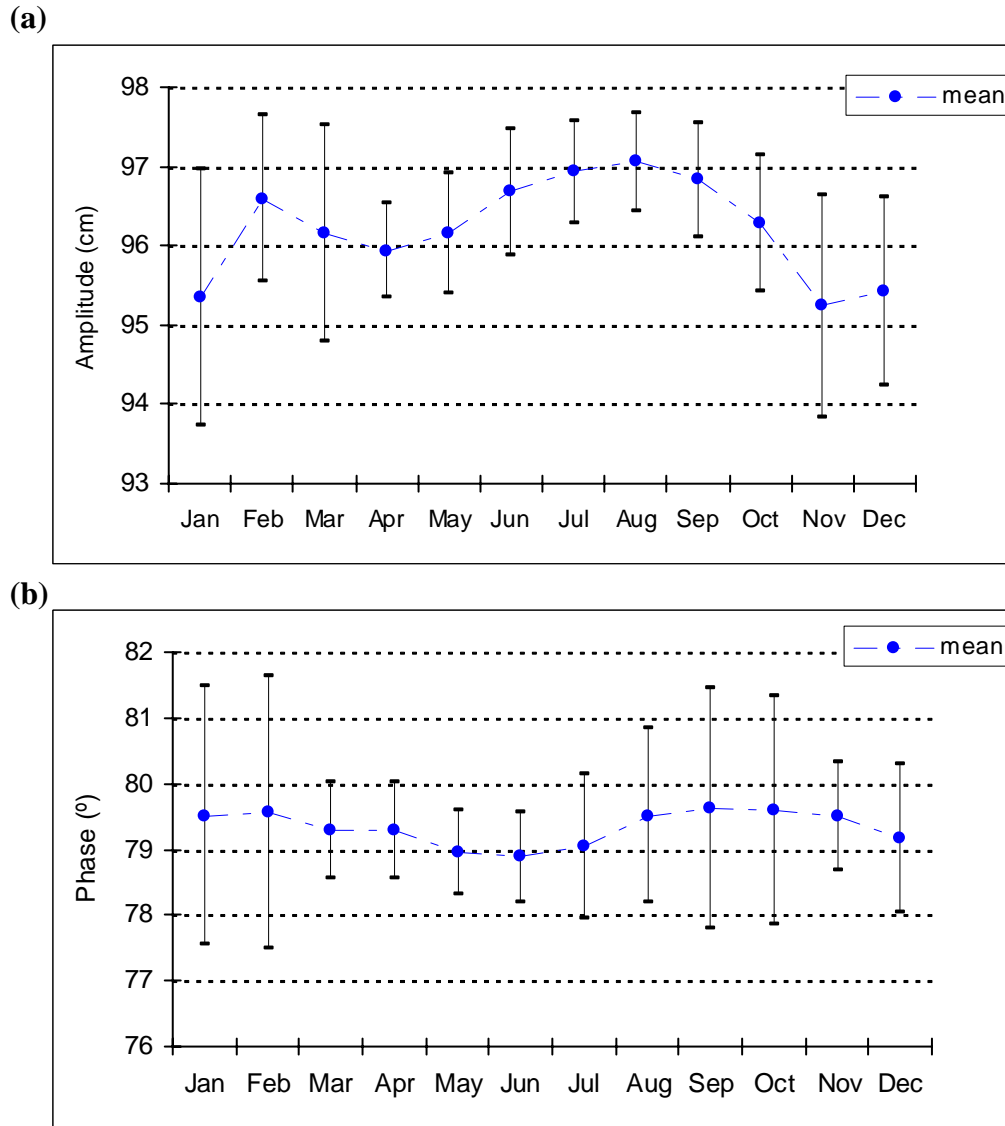 (a)
mean
Amplitude (cm)
98
97
96
95
94
93
Jan Feb Mar Apr May Jun Jul Aug Sep Oct Nov Dec
(b)
mean
Phase (º)
82
81
80
79
78
77
76
Jan Feb Mar Apr May Jun Jul Aug Sep Oct Nov Dec